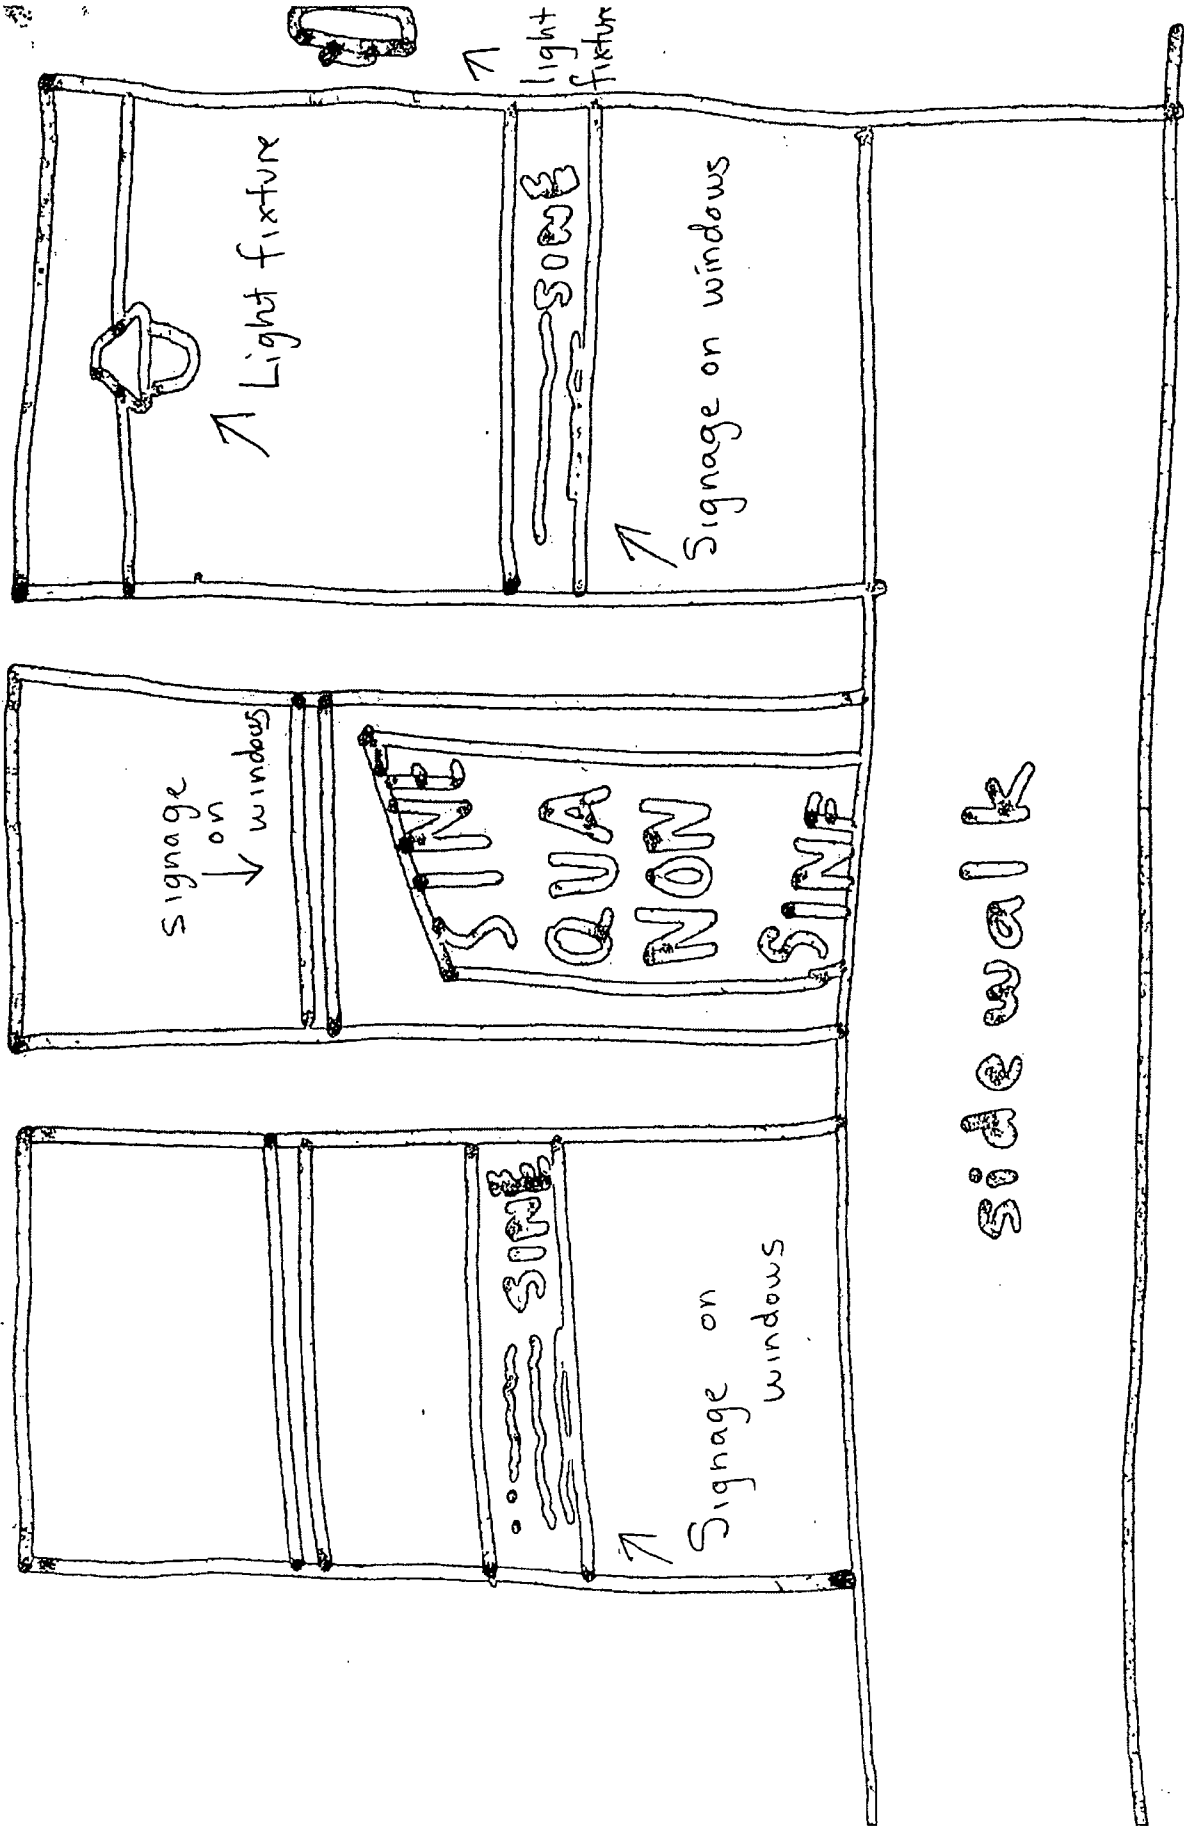 SINE
Signage on
windows
Signage
on
windows
SINE
QUA
NON
SINE
Light fixture
Signage on windows
light
fixture
sidewalk